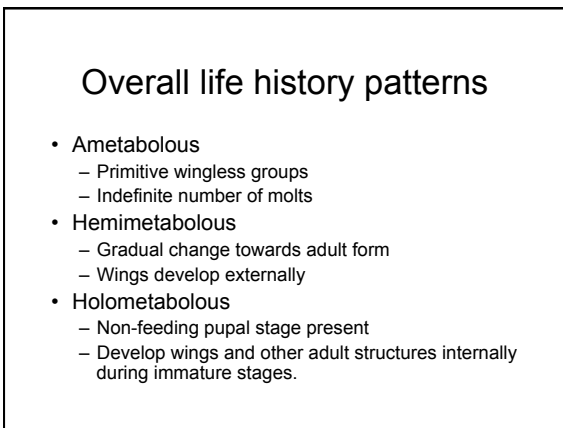 Overall life history patterns
• Ametabolous
– Primitive wingless groups
– Indefinite number of molts
• Hemimetabolous
– Gradual change towards adult form
– Wings develop externally
• Holometabolous
– Non-feeding pupal stage present
– Develop wings and other adult structures internally
during immature stages.